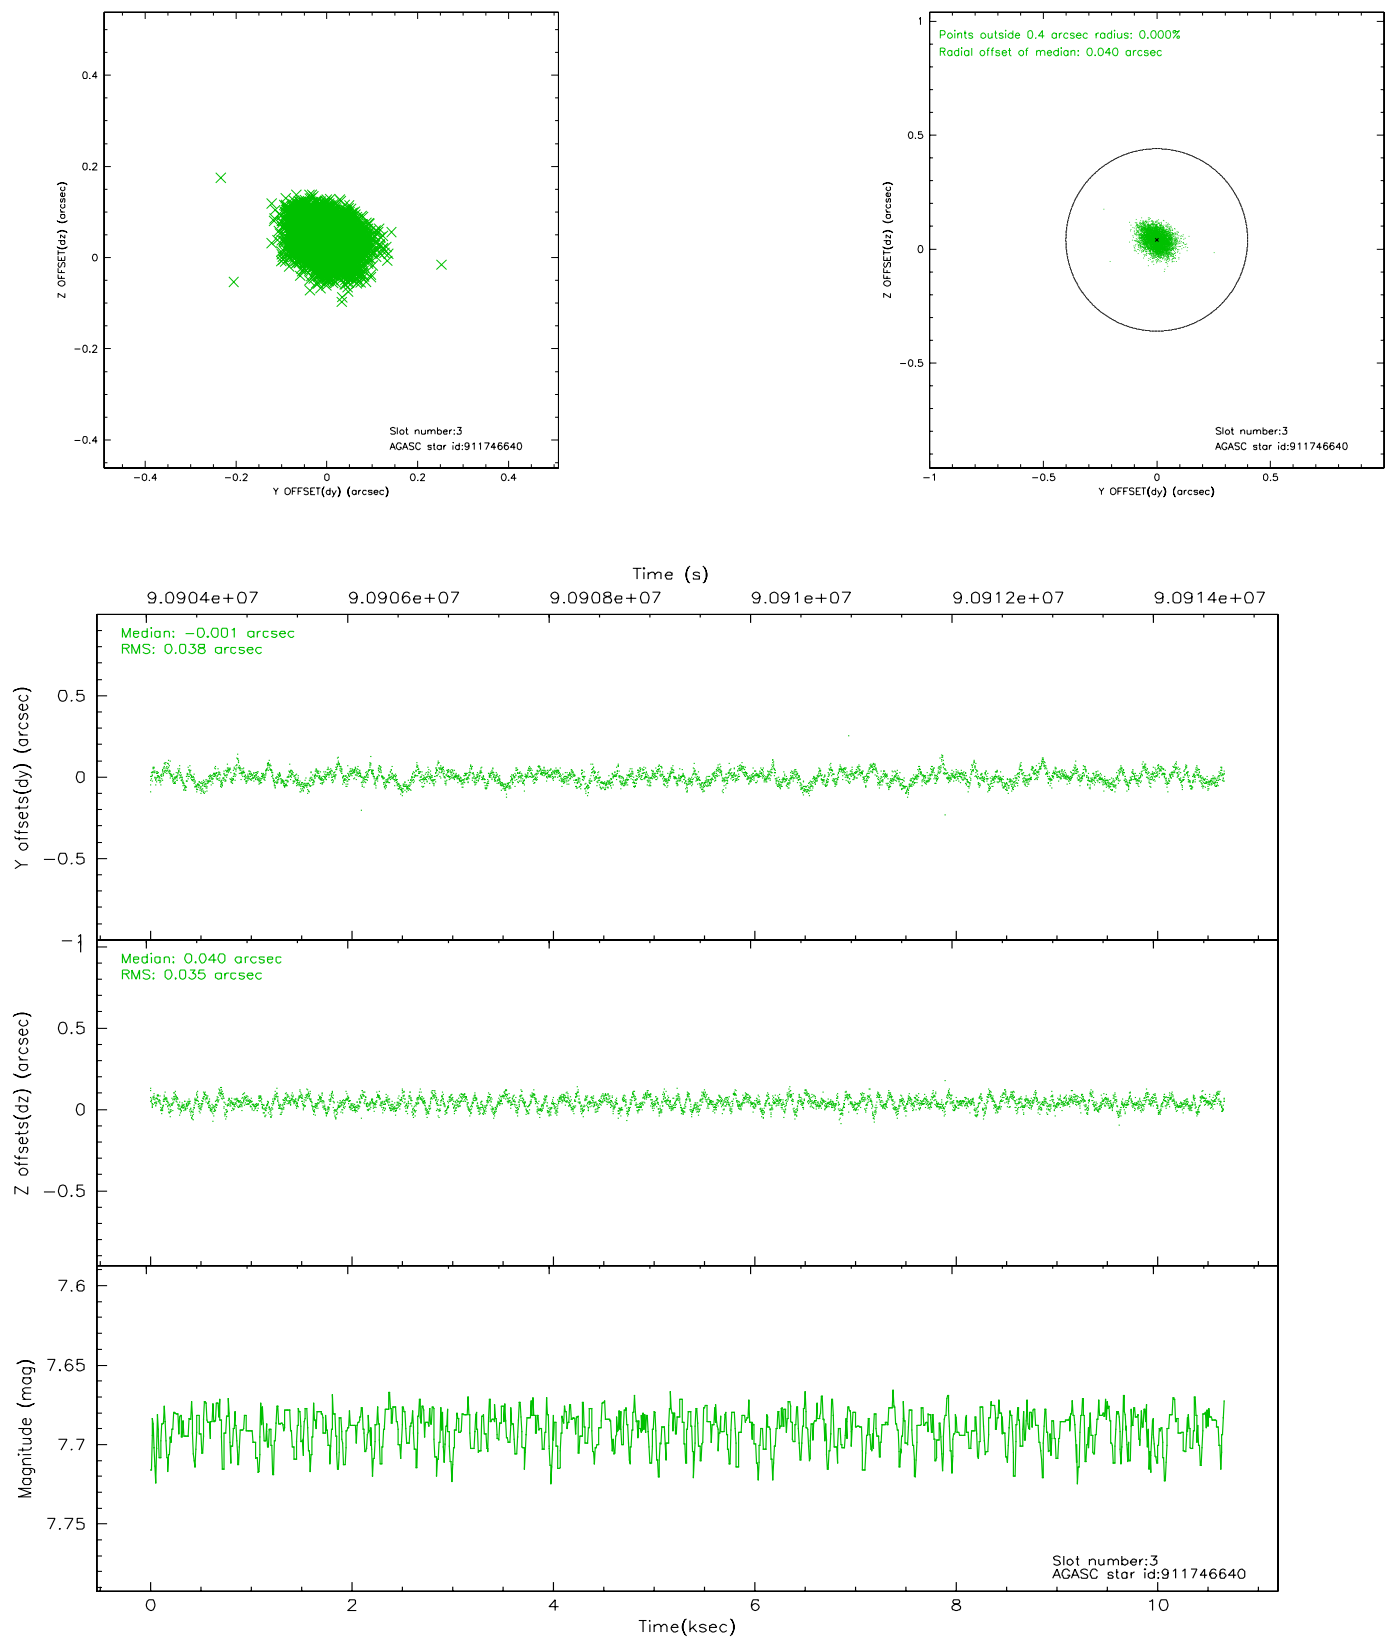 0.4
0.2
0
-0.2
-0.4
Z OFFSET(dz) (arcsec)
Slot number:3
AGASC star id:911746640
-0.4 -0.2 0 0.2 0.4
Y OFFSET(dy) (arcsec)
Points outside 0.4 arcsec radius: 0.000%
Radial offset of median: 0.040 arcsec
1
0.5
0
-0.5
Z OFFSET(dz) (arcsec)
Slot number:3
AGASC star id:911746640
-1 -0.5 0 0.5
Y OFFSET(dy) (arcsec)
Time (s)
9.0904e+07 9.0906e+07 9.0908e+07 9.091e+07 9.0912e+07 9.0914e+07
Median: -0.001 arcsec
RMS: 0.038 arcsec
0.5
0
-0.5
-1
Y offsets(dy) (arcsec)
Median: 0.040 arcsec
RMS: 0.035 arcsec
1
0.5
0
-0.5
Z offsets(dz) (arcsec)
7.6
7.65
7.7
7.75
Magnitude (mag)
Slot number:3
AGASC star id:911746640
0 2 4 6 8 10
Time(ksec)